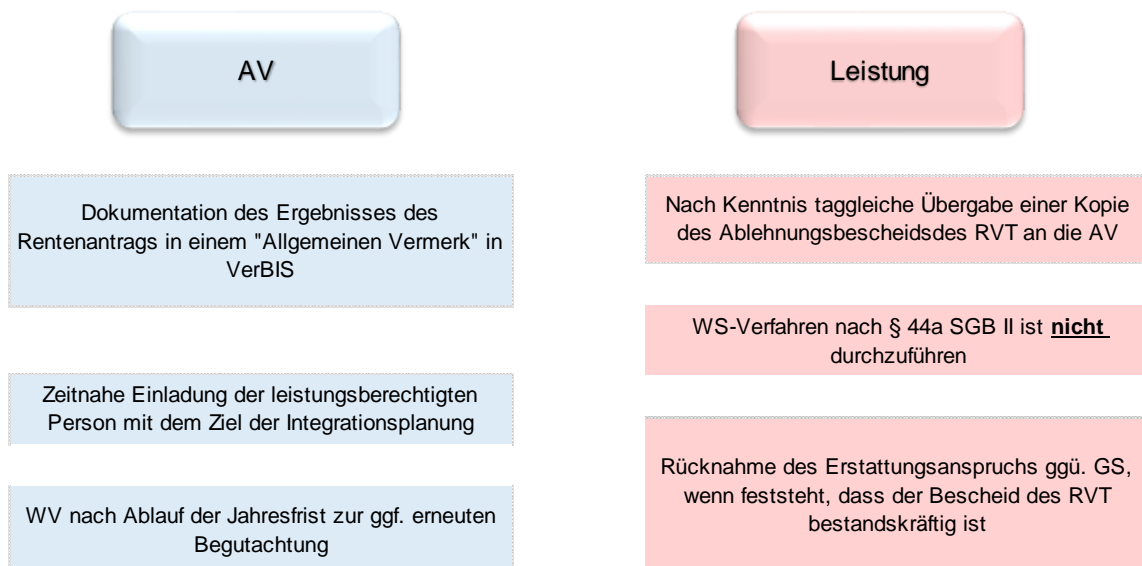 AV
Dokumentation des Ergebnisses des
Rentenantrags in einem "Allgemeinen Vermerk" in
VerBIS
Zeitnahe Einladung der leistungsberechtigten
Person mit dem Ziel der Integrationsplanung
WV nach Ablauf der Jahresfrist zur ggf. erneuten
Begutachtung
Leistung
Nach Kenntnis taggleiche Übergabe einer Kopie
des Ablehnungsbescheidsdes RVT an die AV
WS-Verfahren nach § 44a SGB II ist nicht
durchzuführen
Rücknahme des Erstattungsanspruchs ggü. GS,
wenn feststeht, dass der Bescheid des RVT
bestandskräftig ist